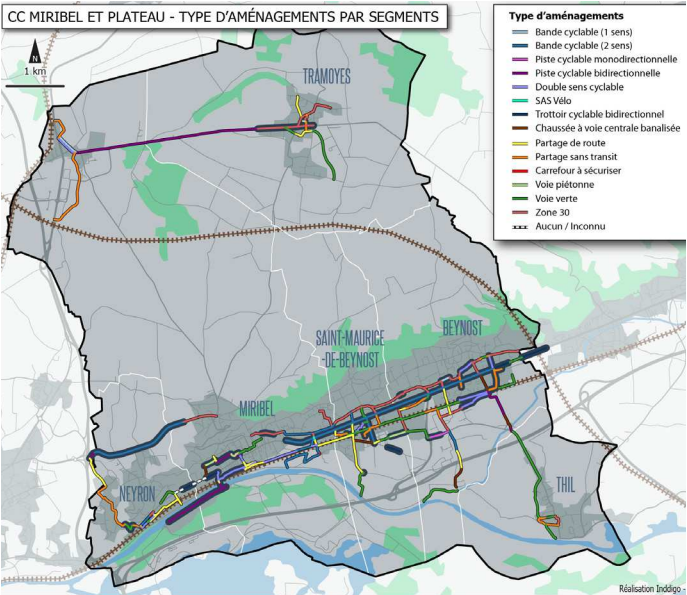 CC MIRIBEL ET PLATEAU - TYPE D'AMÉNAGEMENTS PAR SEGMENTS
N
1 km
Type d'aménagements
Bande cyclable (1 sens)
Bande cyclable (2 sens)
Piste cyclable monodirectionnelle
Piste cyclable bidirectionnelle
Double sens cyclable
SAS Vélo
Trottoir cyclable bidirectionnel
Chaussée à voie centrale banalisée
Partage de route
Partage sans transit
Carrefour à sécuriser
Voie piétonne
Voie verte
Zone 30
Aucun / Inconnu
TRAMOYES
BEYNOST
SAINT-MAURICE
-DE-BEYNOST
MIRIBEL
NEYRON
THIL
Réalisation Inddigo -